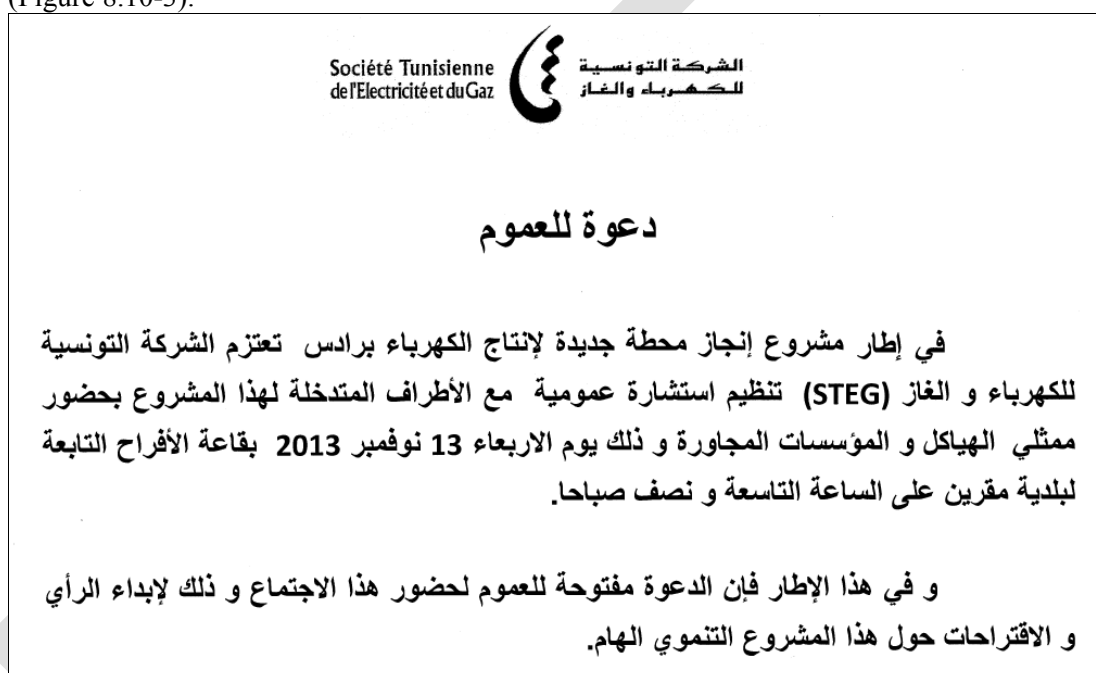 (Figure 8.10-3).
Société Tunisienne
de l'Electricité et du Gaz
الشركة التونسية
للكهرباء والغاز
دعوة للعموم
في إطار مشروع إنجاز محطة جديدة لإنتاج الكهرباء برادس تعتزم الشركة التونسية
للكهرباء و الغاز (STEG) تنظيم استشارة عمومية مع الأطراف المتدخلة لهذا المشروع بحضور
ممثلي الهياكل و المؤسسات المجاورة و ذلك يوم الاربعاء 13 نوفمبر 2013 بقاعة الأفراح التابعة
لبلدية مقرين على الساعة التاسعة و نصف صباحا.
و في هذا الإطار فإن الدعوة مفتوحة للعموم لحضور هذا الاجتماع و ذلك لإبداء الرأي
و الاقتراحات حول هذا المشروع التنموي الهام.